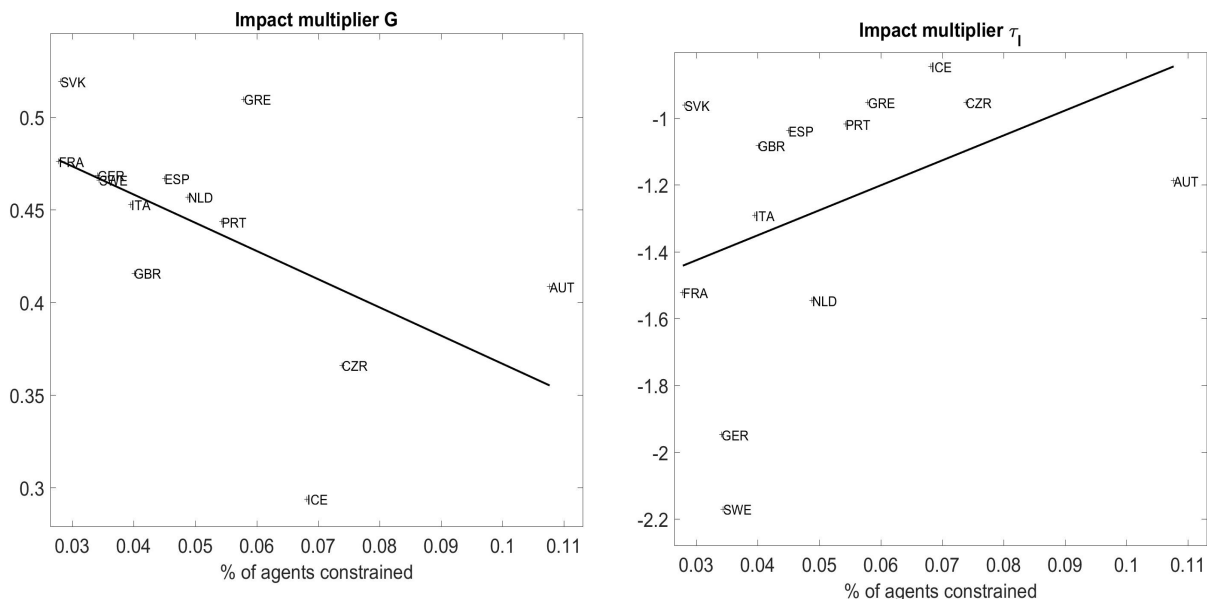 Impact multiplier G
0.5
0.45
0.4
0.35
0.3
SVK
GRE
FRA
GER
SWE
ESP
NLD
ITA
PRT
GBR
AUT
CZR
ICE
0.03 0.04 0.05 0.06 0.07 0.08 0.09 0.1 0.11
% of agents constrained
Impact multiplier τ_l
-1
-1.2
-1.4
-1.6
-1.8
-2
-2.2
ICE
SVK
GRE
CZR
PRT
ESP
GBR
AUT
ITA
FRA
NLD
GER
SWE
0.03 0.04 0.05 0.06 0.07 0.08 0.09 0.1 0.11
% of agents constrained